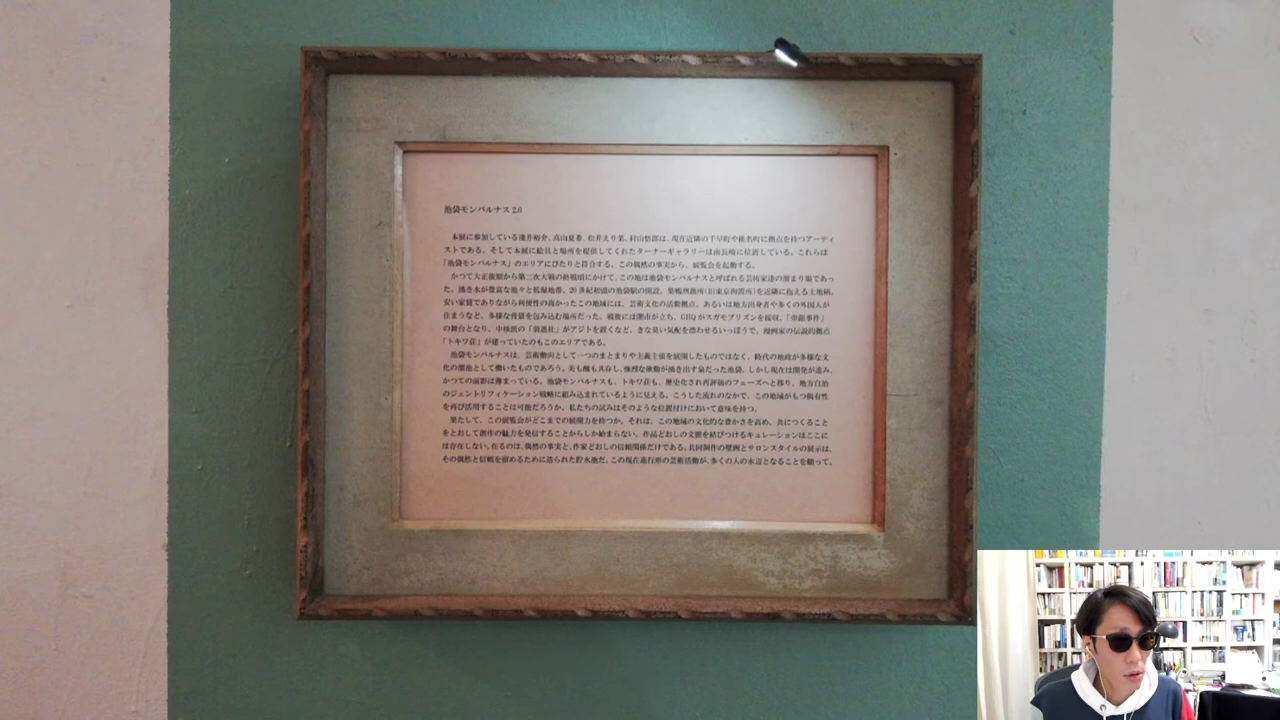 池袋モンパルナス 2.0
本展に参加している淺井裕介、高山夏希、松井えり菜、村山悟郎は、現在近隣の千早町や椎名町に拠点を持つアーティ
ストである。そして本展に絵具と場所を提供してくれたターナーギャラリーは南長崎に位置している。これらは
「池袋モンパルナス」のエリアにぴたりと符合する。この偶然の事実から、展覧会を起動する。
かつて大正後期から第二次大戦の終戦頃にかけて、この地は池袋モンパルナスと呼ばれる芸術家達の溜まり場であっ
た。湧き水が豊富な池々と低湿地帯。20世紀初頭の池袋駅の開設。巣鴨刑務所(旧東京拘置所)を近隣に抱える土地柄。
安い家賃でありながら利便性の高かったこの地域には、芸術文化の活動拠点、あるいは地方出身者や多くの外国人が
住まうなど、多様な背景を包み込む場所だった。戦後には闇市が立ち、GHQ がスガモプリズンを接収、「帝銀事件」
の舞台となり、中核派の「前進社」がアジトを置くなど、きな臭い気配を漂わせるいっぽうで、漫画家の伝説的拠点
「トキワ荘」が建っていたのもこのエリアである。
池袋モンパルナスは、芸術動向として一つのまとまりや主義主張を展開したものではなく、時代の地政が多様な文
化の溜池として働いたものであろう。美も醜も共存し、強烈な激動が湧き出す泉だった池袋。しかし現在は開発が進み、
かつての面影は薄まっている。池袋モンパルナスも、トキワ荘も、歴史化され再評価のフェーズへと移り、地方自治
のジェントリフィケーション戦略に組み込まれているように見える。こうした流れのなかで、この地域がもつ偶有性
を再び活用することは可能だろうか。私たちの試みはそのような位置付けにおいて意味を持つ。
果たして、この展覧会がどこまでの展開力を持つか。それは、この地域の文化的な豊かさを高め、共につくること
をとおして創作の魅力を発信することからしか始まらない。作品どおしの文脈を結びつけるキュレーションはここに
は存在しない。在るのは、偶然の事実と、作家どおしの信頼関係だけである。共同制作の壁画とサロンスタイルの展示は、
その偶然と信頼を留めるために造られた貯水池だ。この現在進行形の芸術活動が、多くの人の水辺となることを願って。